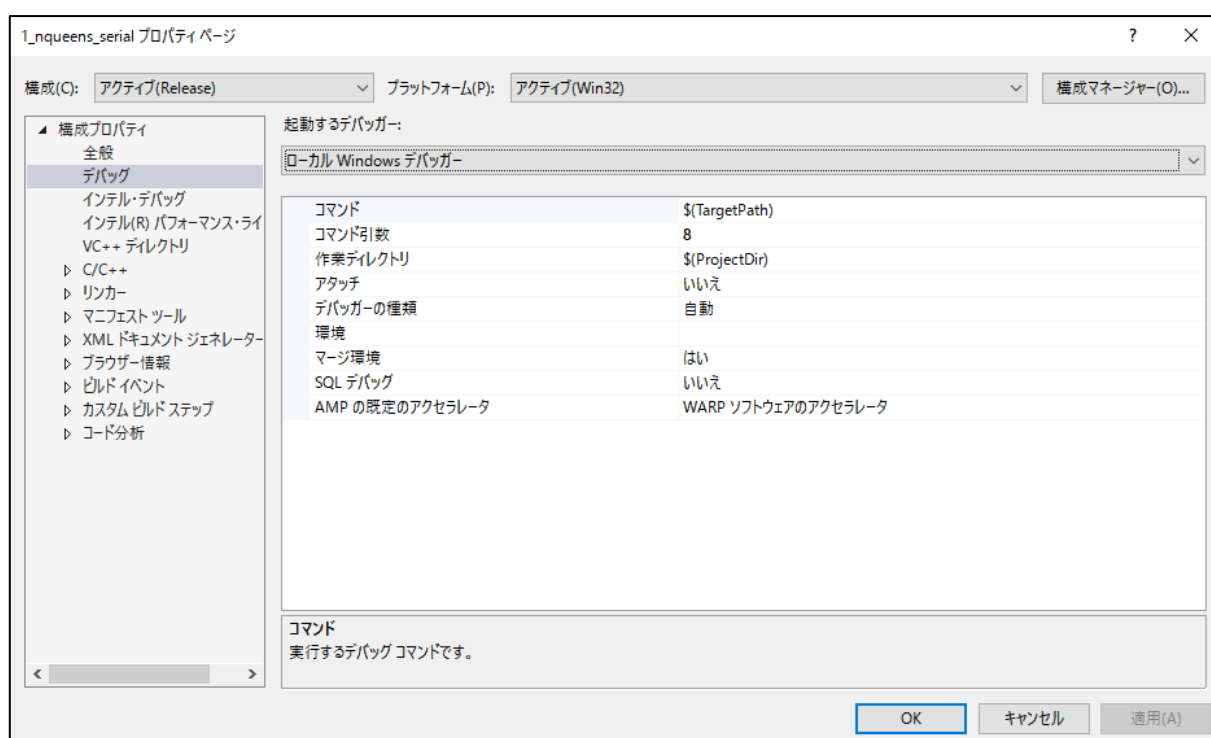 1_nqueens_serial プロパティ ページ
? ×
構成(C): アクティブ(Release) プラットフォーム(P): アクティブ(Win32) 構成マネージャー(O)...
構成プロパティ
全般
デバッグ
インテル・デバッグ
インテル(R) パフォーマンス・ライ
VC++ ディレクトリ
C/C++
リンカー
マニフェスト ツール
XML ドキュメント ジェネレーター
ブラウザー情報
ビルド イベント
カスタム ビルド ステップ
コード分析
起動するデバッガー:
ローカル Windows デバッガー
コマンド $(TargetPath)
コマンド引数 8
作業ディレクトリ $(ProjectDir)
アタッチ いいえ
デバッガーの種類 自動
環境
マージ環境 はい
SQL デバッグ いいえ
AMP の既定のアクセラレータ WARP ソフトウェアのアクセラレータ
コマンド
実行するデバッグ コマンドです。
OK キャンセル 適用(A)